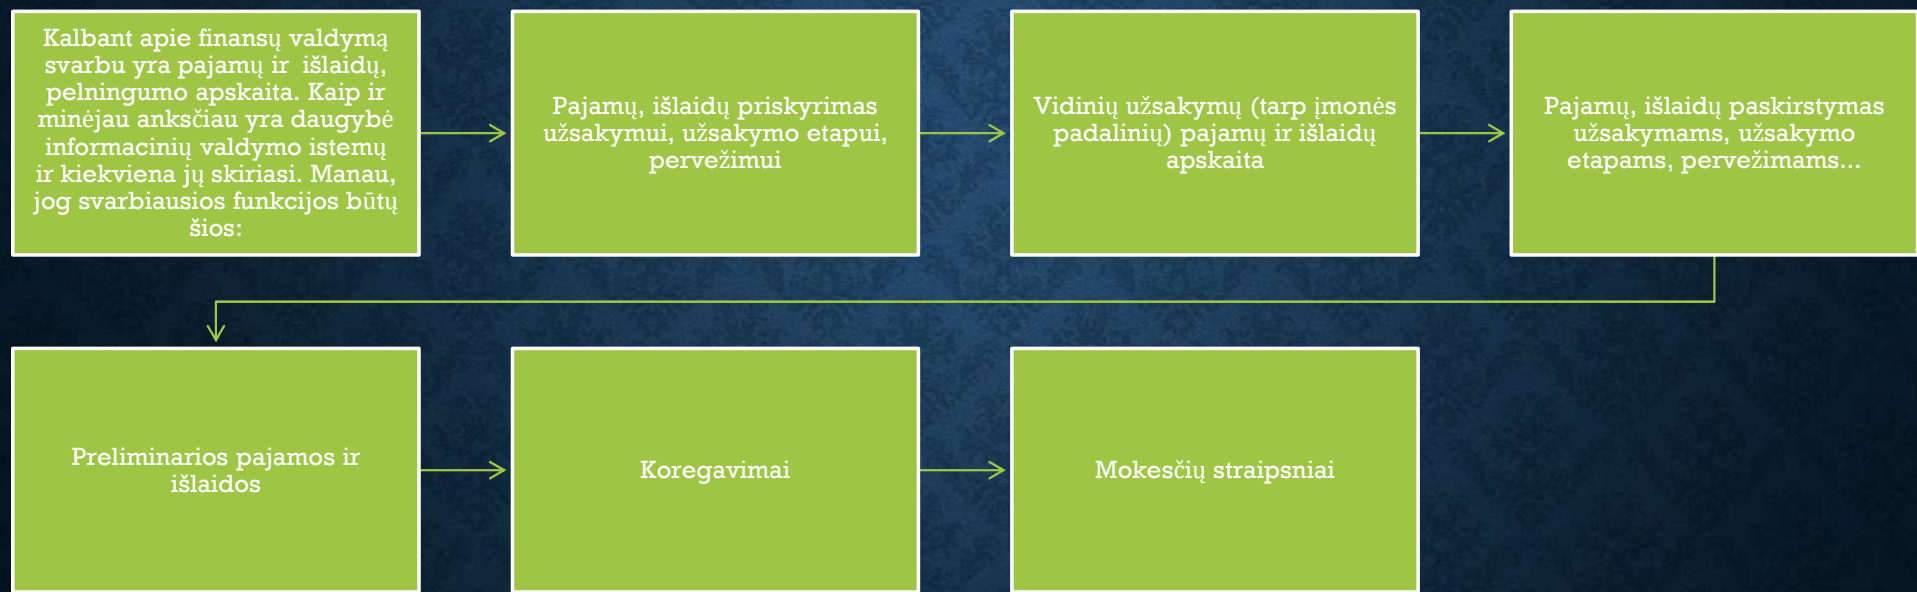 Kalbant apie finansų valdymą
svarbu yra pajamų ir išlaidų,
pelningumo apskaita. Kaip ir
minėjau anksčiau yra daugybė
informacinių valdymo istemų
ir kiekviena jų skiriasi. Manau,
jog svarbiausios funkcijos būtų
šios:
Pajamų, išlaidų priskyrimas
užsakymui, užsakymo etapui,
pervežimui
Vidinių užsakymų (tarp įmonės
padalinių) pajamų ir išlaidų
apskaita
Pajamų, išlaidų paskirstymas
užsakymams, užsakymo
etapams, pervežimams...
Preliminarios pajamos ir
išlaidos
Koregavimai
Mokesčių straipsniai